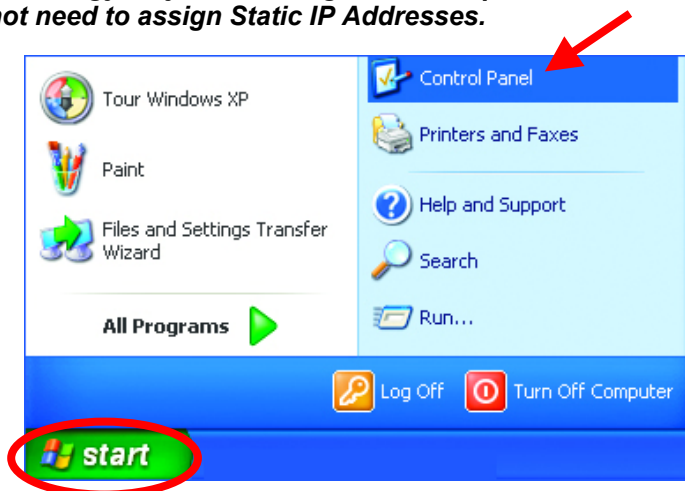 not need to assign Static IP Addresses.
Tour Windows XP
Paint
Files and Settings Transfer
Wizard
All Programs
Control Panel
Printers and Faxes
Help and Support
Search
Run...
Log Off
Turn Off Computer
start